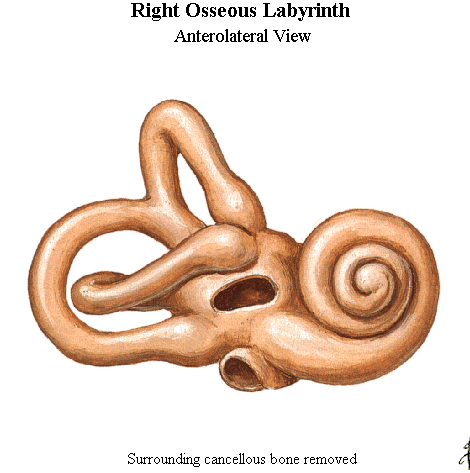 Right Osseous Labyrinth
Anterolateral View
Surrounding cancellous bone removed